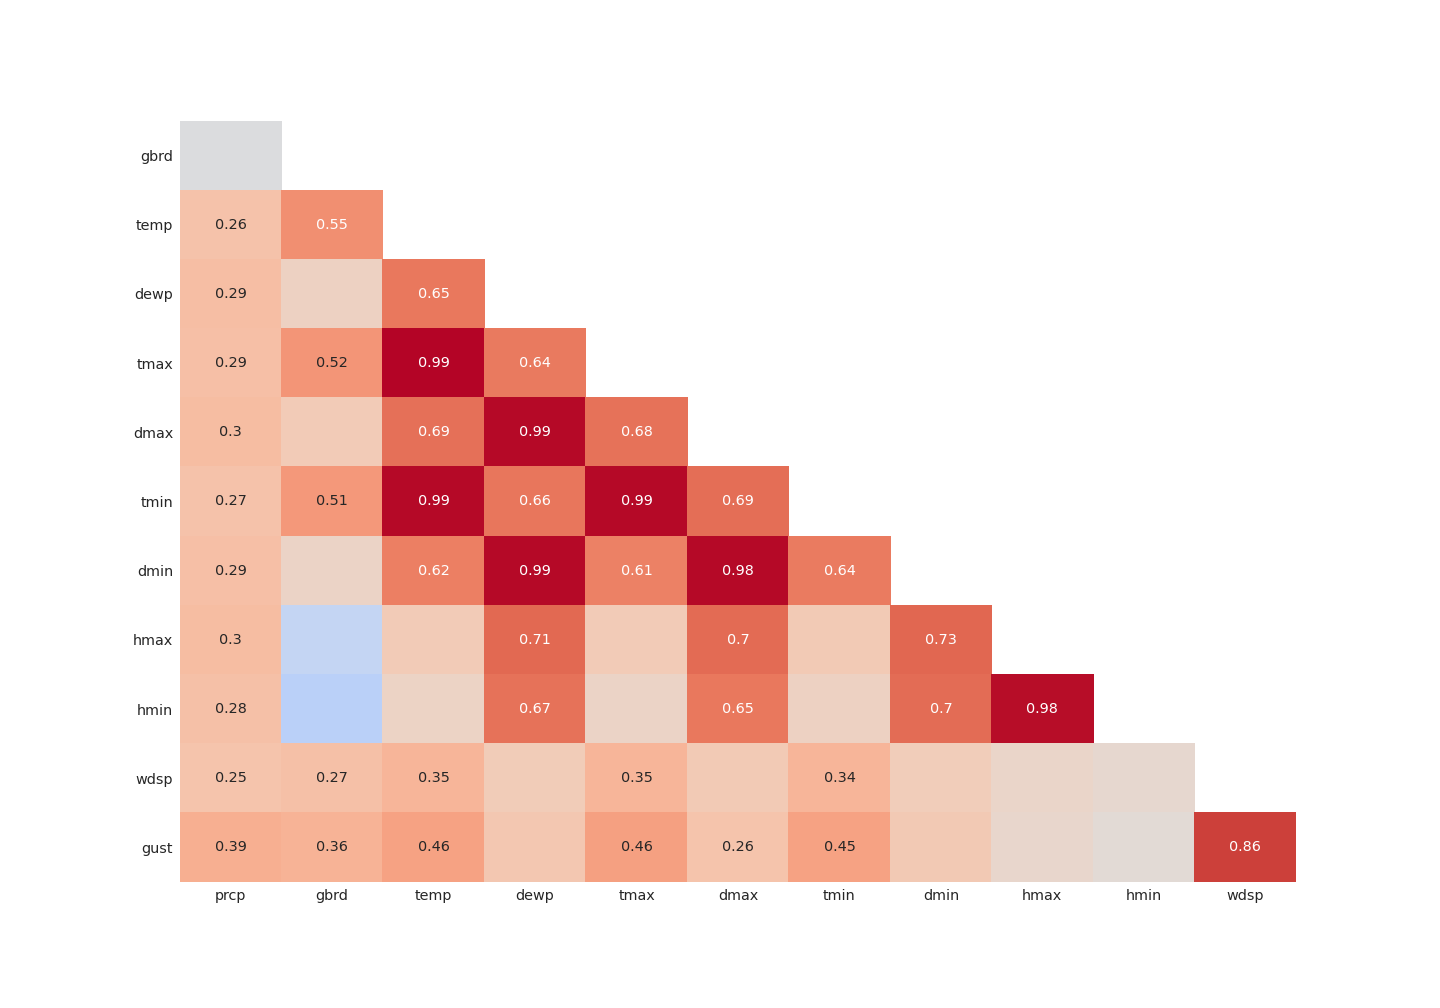 gbrd
temp 0.26 0.55
dewp 0.29 0.65
tmax 0.29 0.52 0.99 0.64
dmax 0.3 0.69 0.99 0.68
tmin 0.27 0.51 0.99 0.66 0.99 0.69
dmin 0.29 0.62 0.99 0.61 0.98 0.64
hmax 0.3 0.71 0.7 0.73
hmin 0.28 0.67 0.65 0.7 0.98
wdsp 0.25 0.27 0.35 0.35 0.34
gust 0.39 0.36 0.46 0.46 0.26 0.45 0.86
prcp gbrd temp dewp tmax dmax tmin dmin hmax hmin wdsp